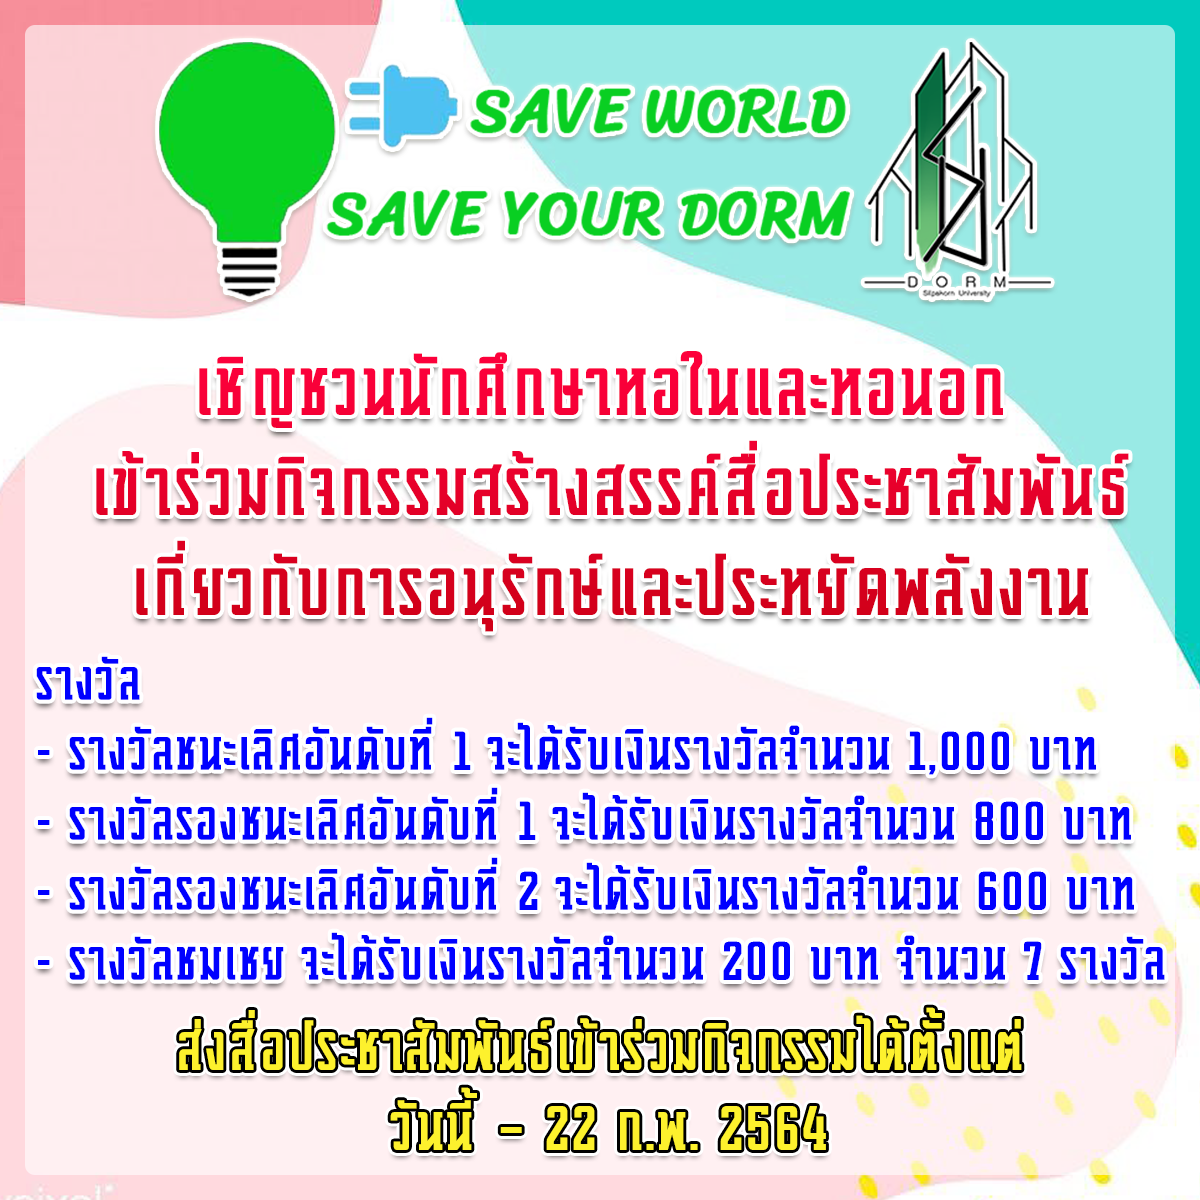 SAVE WORLD
SAVE YOUR DORM
DORM
Silpakorn University
เชิญชวนนักศึกษาหอในและหอนอก
เข้าร่วมกิจกรรมสร้างสรรค์สื่อประชาสัมพันธ์
เกี่ยวกับการอนุรักษ์และประหยัดพลังงาน
รางวัล
- รางวัลชนะเลิศอันดับที่ 1 จะได้รับเงินรางวัลจำนวน 1,000 บาท
- รางวัลรองชนะเลิศอันดับที่ 1 จะได้รับเงินรางวัลจำนวน 800 บาท
- รางวัลรองชนะเลิศอันดับที่ 2 จะได้รับเงินรางวัลจำนวน 600 บาท
- รางวัลชมเชย จะได้รับเงินรางวัลจำนวน 200 บาท จำนวน 7 รางวัล
ส่งสื่อประชาสัมพันธ์เข้าร่วมกิจกรรมได้ตั้งแต่
วันนี้ - 22 ก.พ. 2564